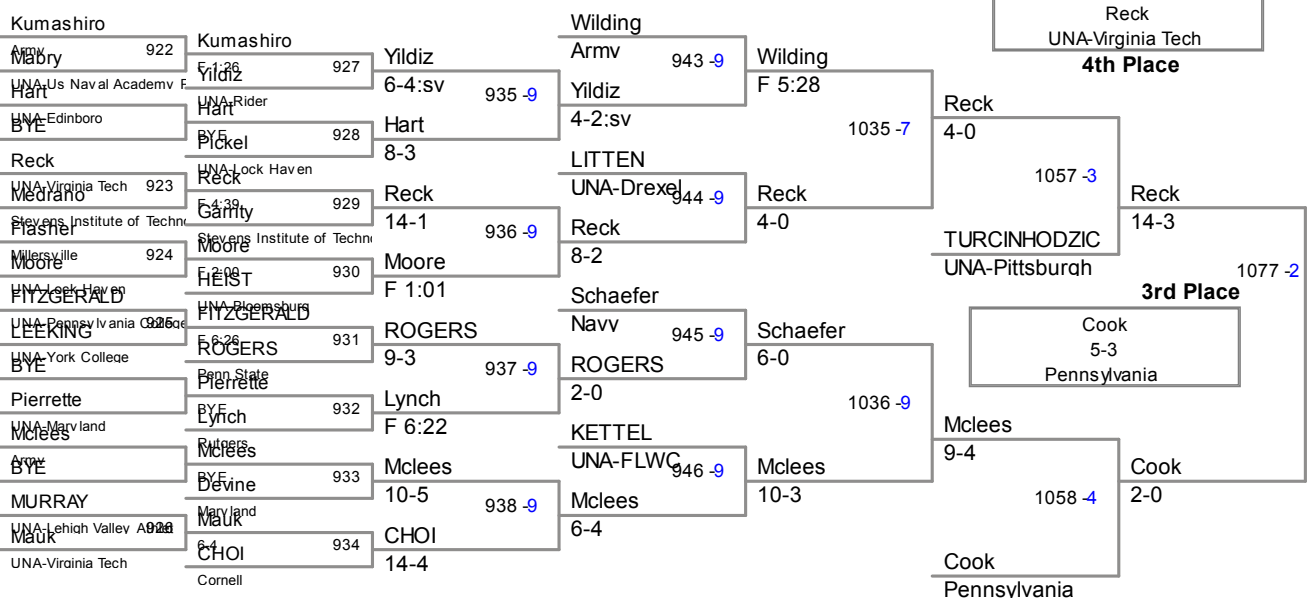 Kumashiro
Army
922
Mabry
UNA-Us Naval Academy P
Hart
UNA-Edinboro
BYE
Reck
UNA-Virginia Tech
923
Medrano
Stevens Institute of Techno
Flasher
Millersville
924
Moore
UNA-Lock Haven
FITZGERALD
UNA-Pennsylvania College
925
LEEKING
UNA-York College
BYE
Pierrette
UNA-Maryland
Mclees
Army
BYE
MURRAY
UNA-Lehigh Valley
926
Mauk
UNA-Virginia Tech
Kumashiro
F 1:26
927
Yildiz
UNA-Rider
Hart
BYE
928
Pickel
UNA-Lock Haven
Reck
F 4:39
929
Garrity
Stevens Institute of Techno
Moore
F 2:00
930
HEIST
UNA-Bloomsburg
FITZGERALD
F 6:26
931
ROGERS
Penn State
Pierrette
BYE
932
Lynch
Rutgers
Mclees
BYE
933
Devine
Maryland
Mauk
6-4
934
CHOI
Cornell
Yildiz
6-4:sv
935 -9
Hart
8-3
Reck
14-1
936 -9
Moore
F 1:01
ROGERS
9-3
937 -9
Lynch
F 6:22
Mclees
10-5
938 -9
CHOI
14-4
Wilding
Army
943 -9
Yildiz
4-2:sv
LITTEN
UNA-Drexel
944 -9
Reck
8-2
Schaefer
Navy
945 -9
ROGERS
2-0
KETTEL
UNA-FLWC
946 -9
Mclees
6-4
Wilding
F 5:28
1035 -7
Reck
4-0
Schaefer
6-0
1036 -9
Mclees
10-3
Reck
4-0
1057 -3
TURCINHODZIC
UNA-Pittsburgh
Mclees
9-4
1058 -4
Cook
Pennsylvania
Reck
14-3
1077 -2
Cook
2-0
Reck
UNA-Virginia Tech
4th Place
3rd Place
Cook
5-3
Pennsylvania